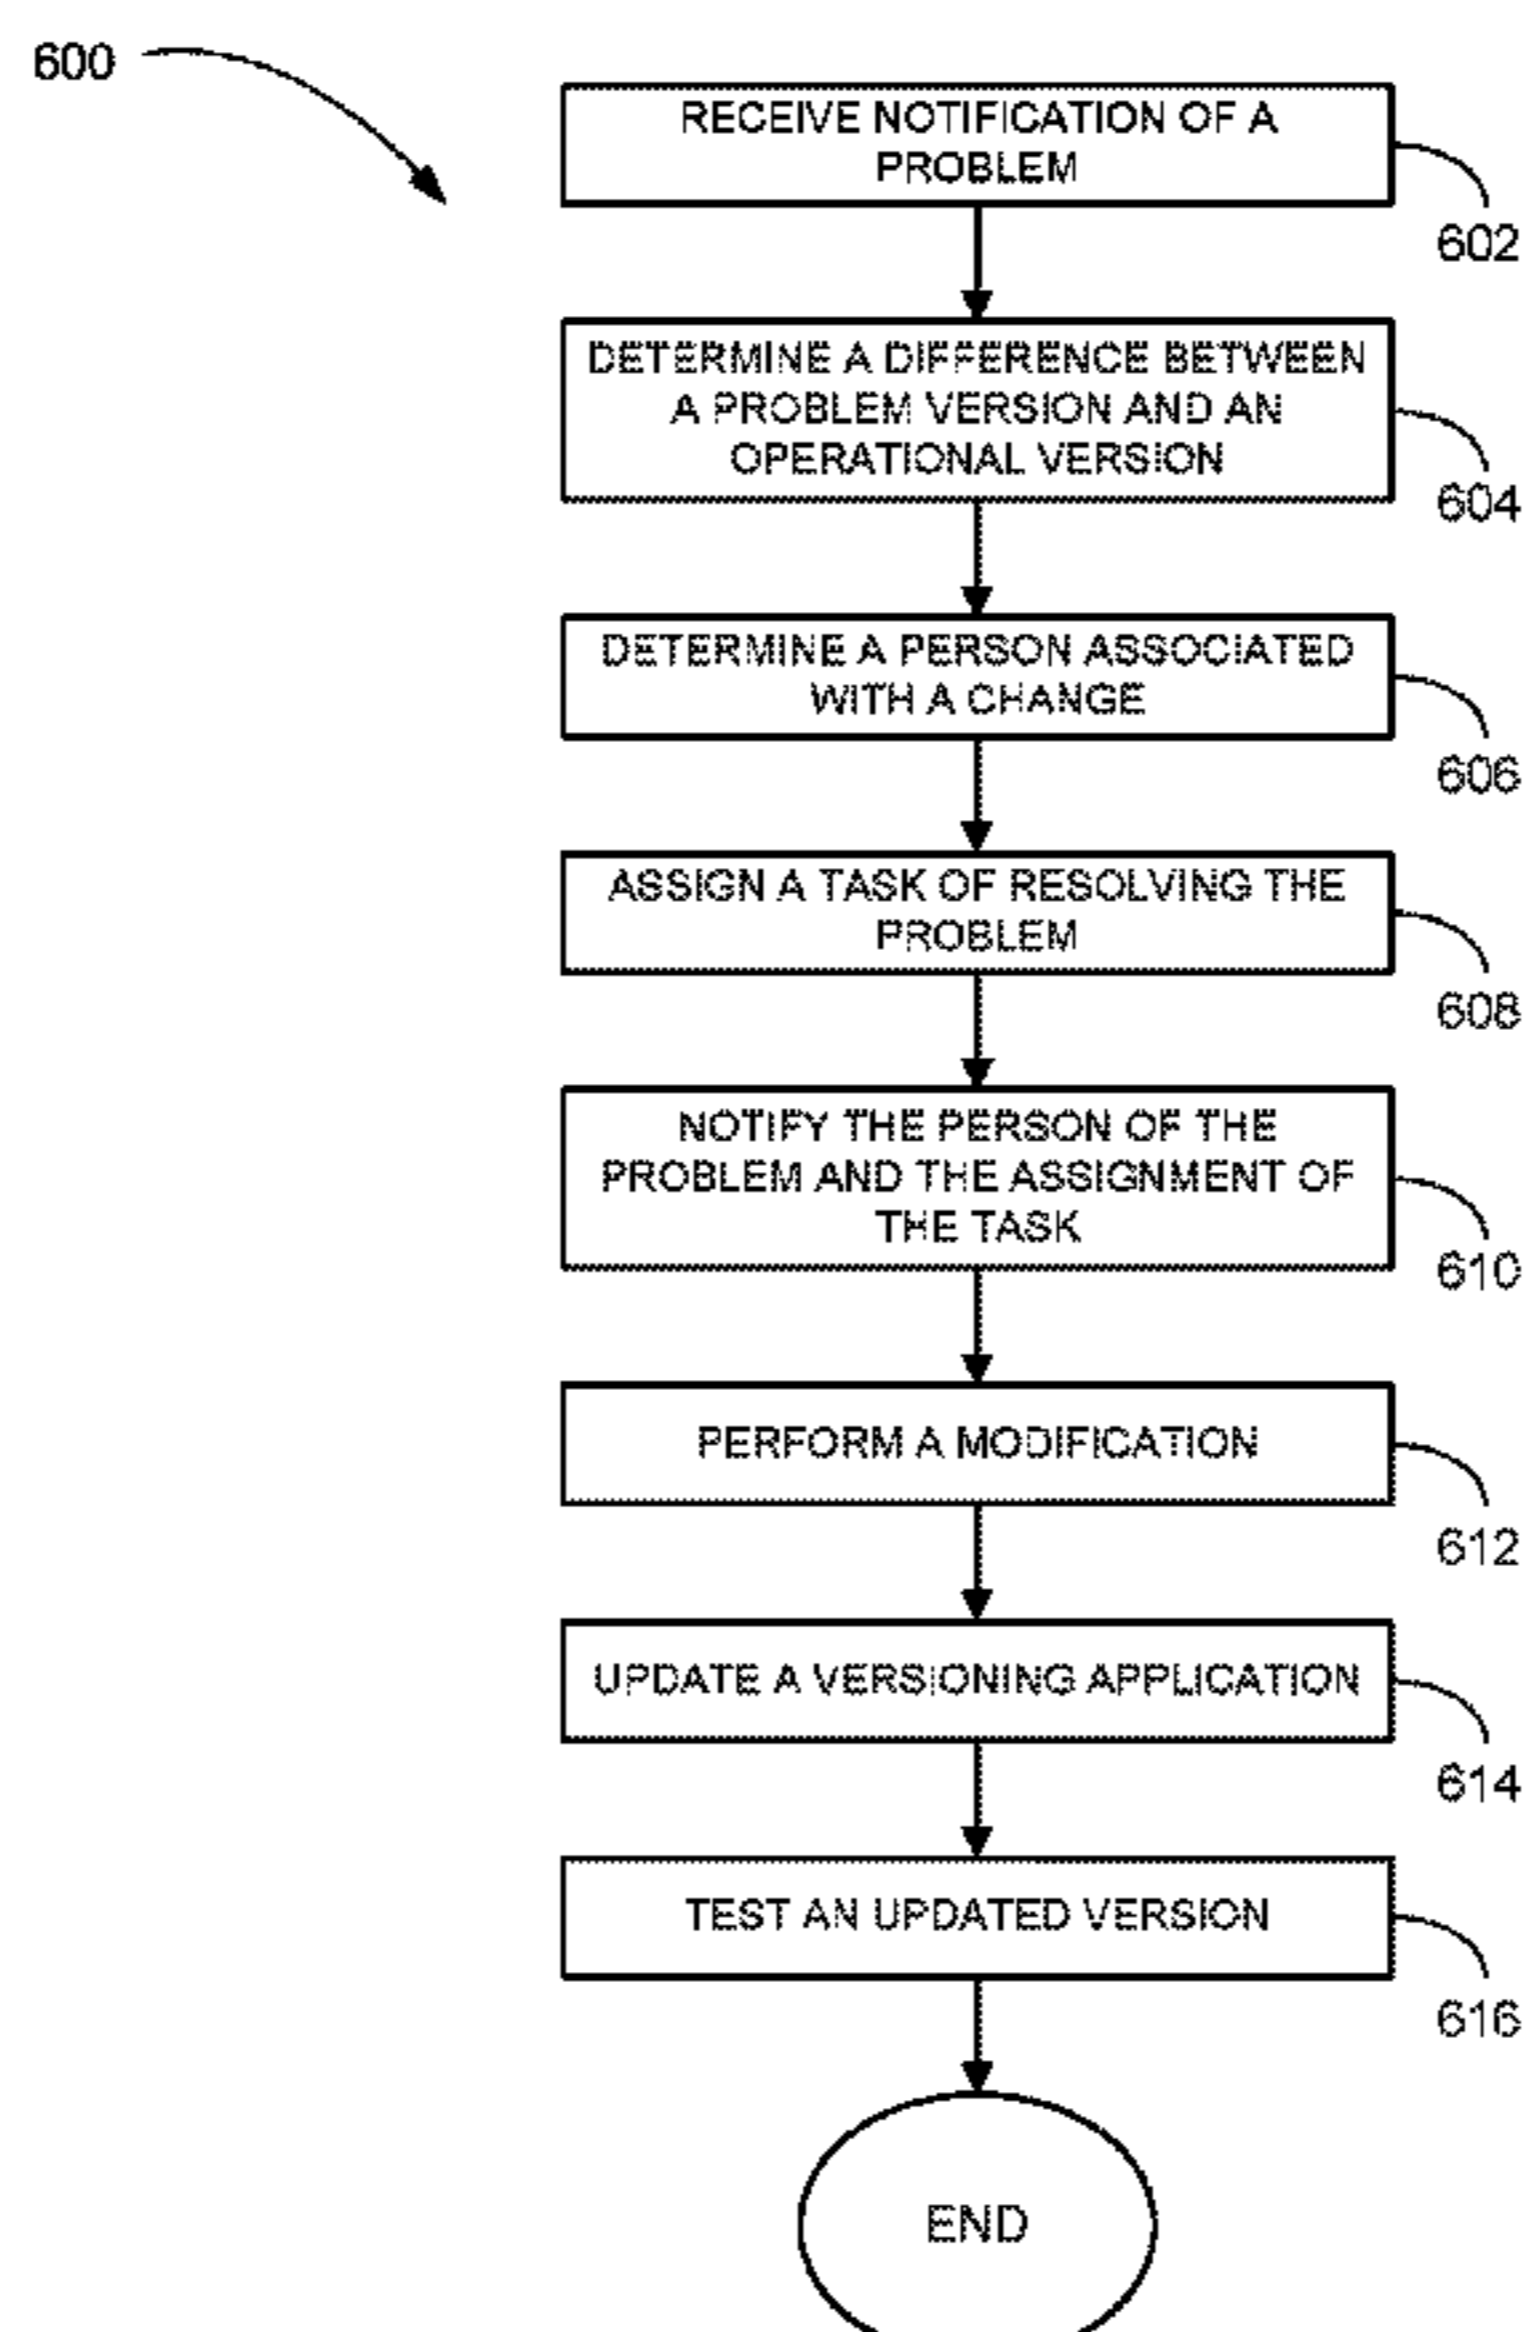 600
RECEIVE NOTIFICATION OF A
PROBLEM
602
DETERMINE A DIFFERENCE BETWEEN
A PROBLEM VERSION AND AN
OPERATIONAL VERSION
604
DETERMINE A PERSON ASSOCIATED
WITH A CHANGE
606
ASSIGN A TASK OF RESOLVING THE
PROBLEM
608
NOTIFY THE PERSON OF THE
PROBLEM AND THE ASSIGNMENT OF
THE TASK
610
PERFORM A MODIFICATION
612
UPDATE A VERSIONING APPLICATION
614
TEST AN UPDATED VERSION
616
END